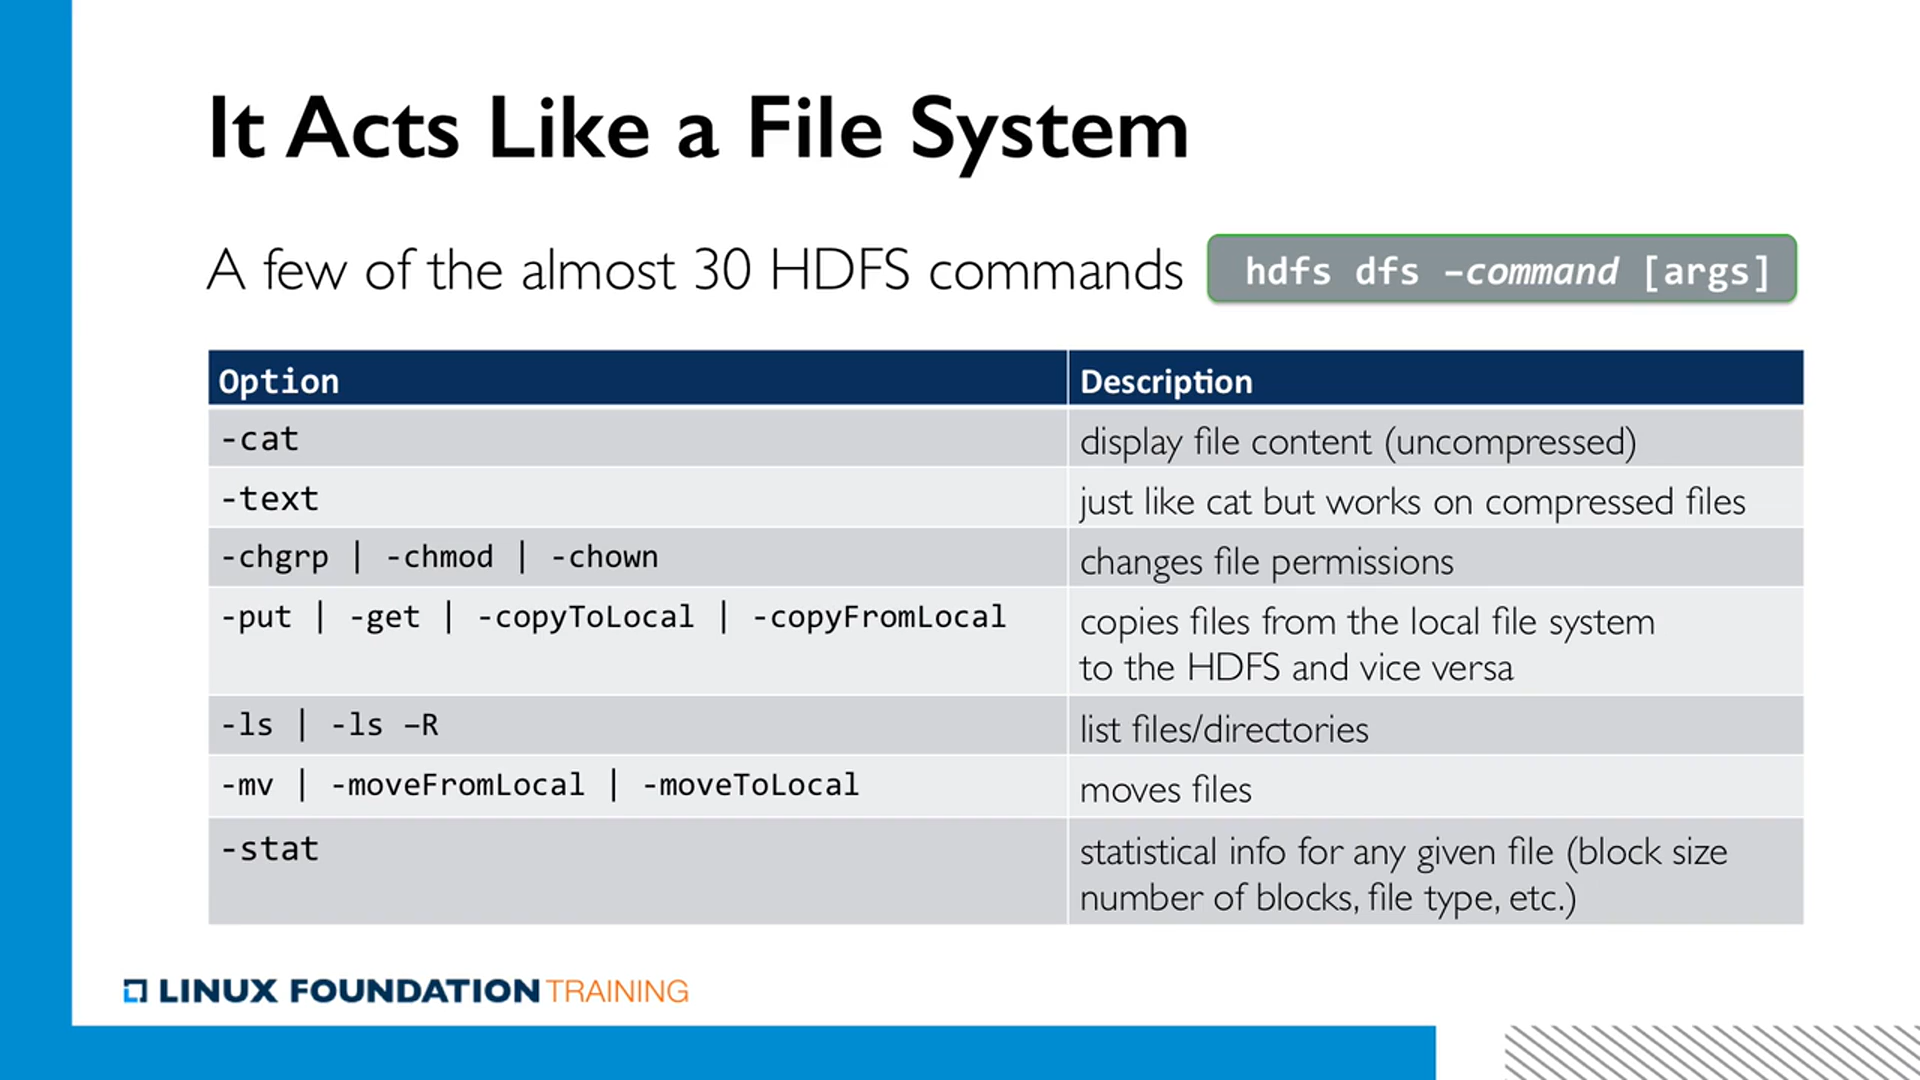 It Acts Like a File System
A few of the almost 30 HDFS commands
hdfs dfs –command [args]
Option Description
-cat display file content (uncompressed)
-text just like cat but works on compressed files
-chgrp | -chmod | -chown changes file permissions
-put | -get | -copyToLocal | -copyFromLocal copies files from the local file system
to the HDFS and vice versa
-ls | -ls –R list files/directories
-mv | -moveFromLocal | -moveToLocal moves files
-stat statistical info for any given file (block size
number of blocks, file type, etc.)
LINUX FOUNDATION TRAINING